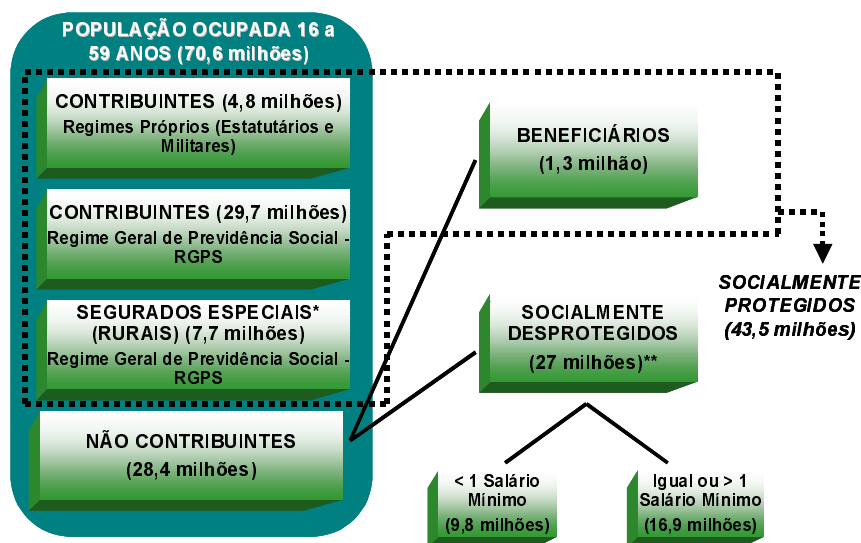 POPULAÇÃO OCUPADA 16 a
59 ANOS (70,6 milhões)
CONTRIBUINTES (4,8 milhões)
Regimes Próprios (Estatutários e
Militares)
CONTRIBUINTES (29,7 milhões)
Regime Geral de Previdência Social -
RGPS
SEGURADOS ESPECIAIS*
(RURAIS) (7,7 milhões)
Regime Geral de Previdência Social -
RGPS
NÃO CONTRIBUINTES
(28,4 milhões)
BENEFICIÁRIOS
(1,3 milhão)
SOCIALMENTE
DESPROTEGIDOS
(27 milhões)**
< 1 Salário
Mínimo
(9,8 milhões)
Igual ou > 1
Salário Mínimo
(16,9 milhões)
SOCIALMENTE
PROTEGIDOS
(43,5 milhões)